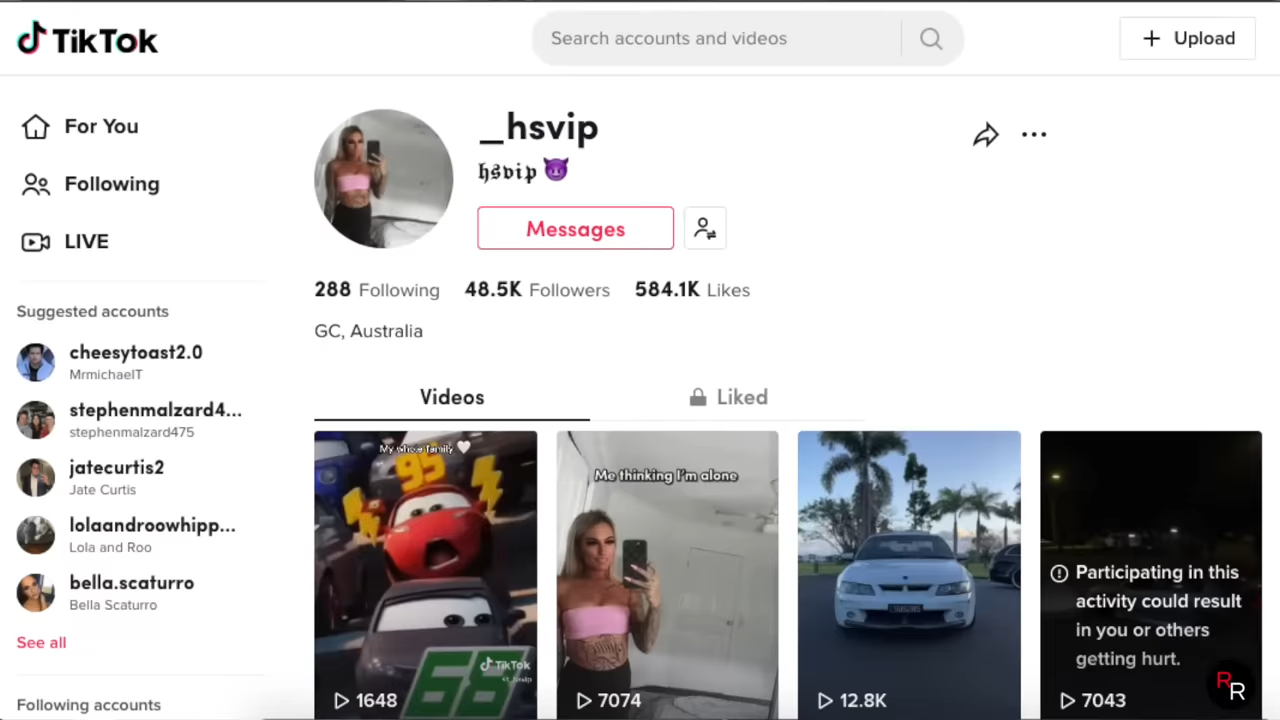 TikTok
Search accounts and videos
+ Upload
For You
Following
LIVE
Suggested accounts
cheesytoast2.0
MrmichaelT
stephenmalzard4...
stephenmalzard475
jatecurtis2
Jate Curtis
lolaandroowhipp...
Lola and Roo
bella.scaturro
Bella Scaturro
See all
Following accounts
_hsvip
𝖍𝖘𝖛𝖎𝖕 😈
Messages
288 Following 48.5K Followers 584.1K Likes
GC, Australia
Videos
Liked
My whole family 🤍
95
68
TikTok
1648
Me thinking I'm alone
7074
12.8K
Participating in this
activity could result
in you or others
getting hurt.
7043
RR